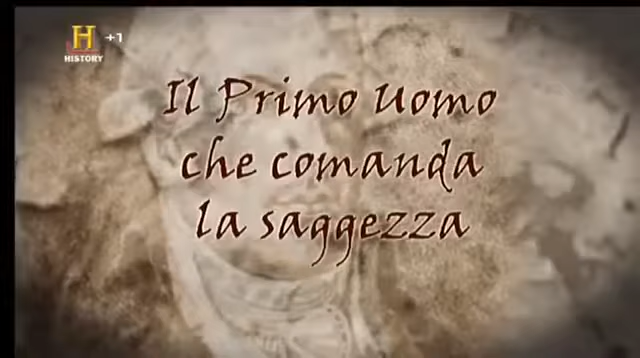 H +1
HISTORY
Il Primo Uomo
che comanda
la saggezza